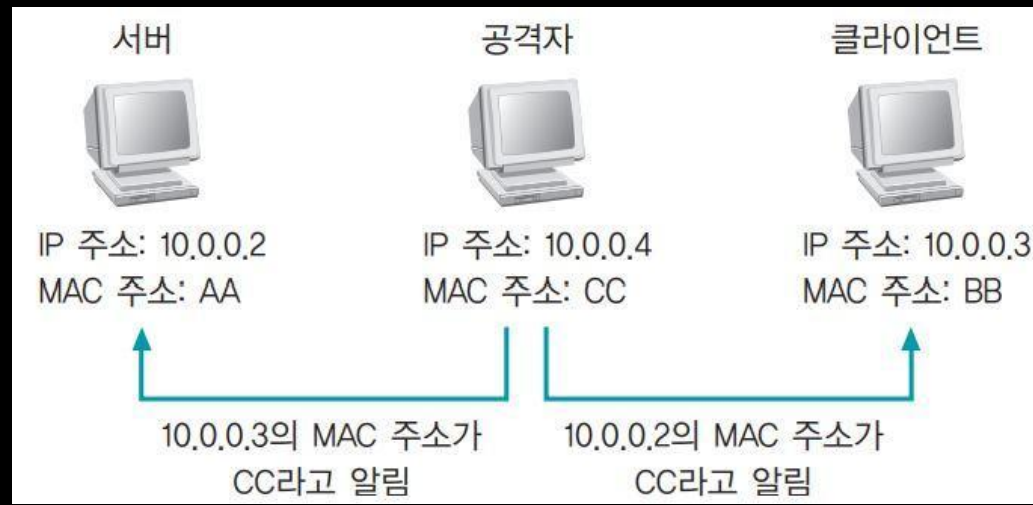 서버
공격자
클라이언트
IP 주소: 10.0.0.2
MAC 주소: AA
IP 주소: 10.0.0.4
MAC 주소: CC
IP 주소: 10.0.0.3
MAC 주소: BB
10.0.0.3의 MAC 주소가
CC라고 알림
10.0.0.2의 MAC 주소가
CC라고 알림